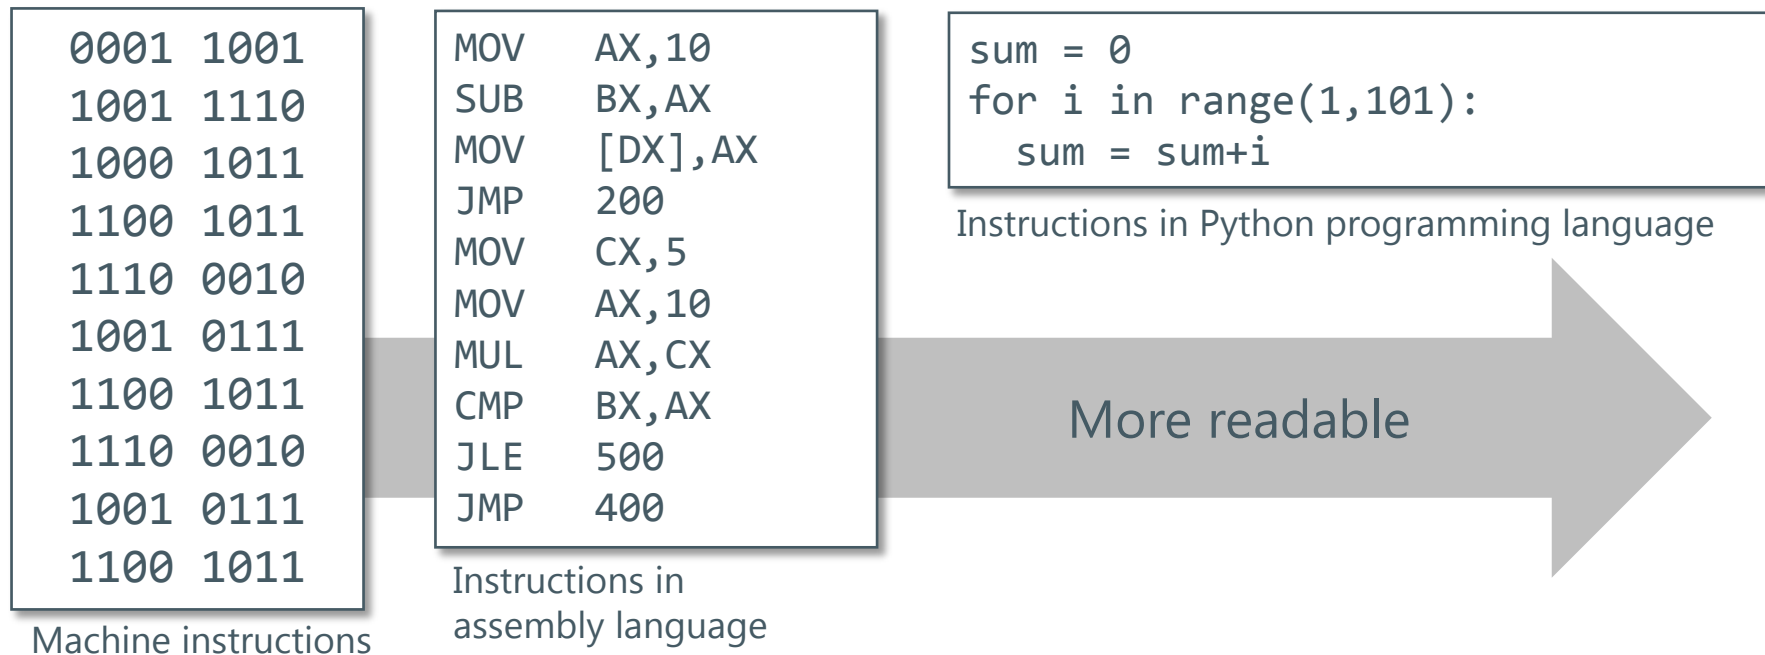 0001 1001
1001 1110
1000 1011
1100 1011
1110 0010
1001 0111
1100 1011
1110 0010
1001 0111
1100 1011
Machine instructions
MOV AX,10
SUB BX,AX
MOV [DX],AX
JMP 200
MOV CX,5
MOV AX,10
MUL AX,CX
CMP BX,AX
JLE 500
JMP 400
Instructions in
assembly language
sum = 0
for i in range(1,101):
  sum = sum+i
Instructions in Python programming language
More readable